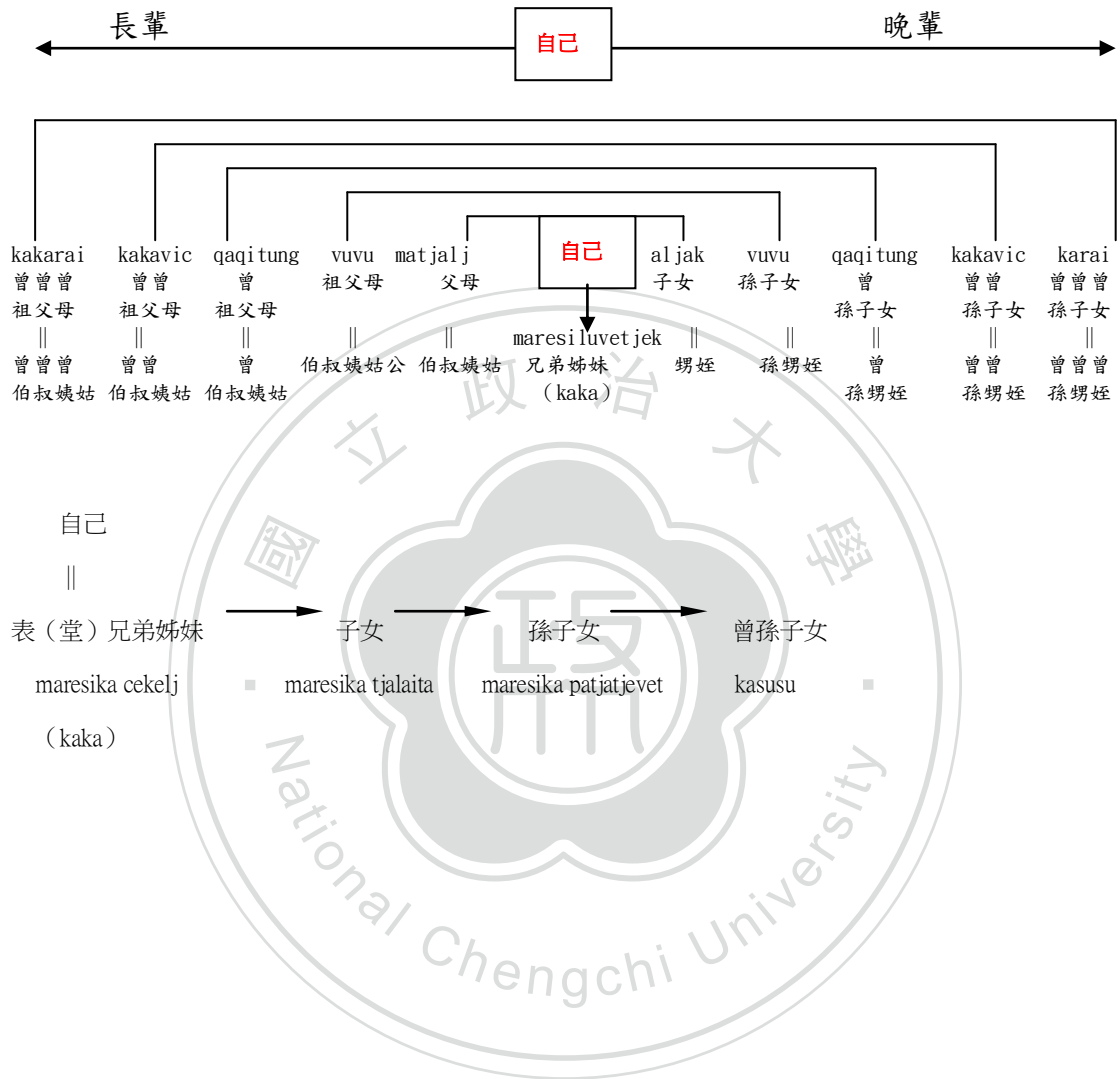 長輩 自己 晚輩
kakarai kakavic qaqitung vuvu matjalj 自己 aljak vuvu qaqitung kakavic karai
曾曾曾 曾曾 曾 祖父母 父母 子女 孫子女 曾 曾曾 曾曾曾
祖父母 祖父母 祖父母 孫子女 孫子女 孫子女
‖ ‖ ‖ ‖ ‖ maresiluvetjek ‖ ‖ ‖ ‖ ‖
曾曾曾 曾曾 曾 伯叔姨姑公 伯叔姨姑 兄弟姊妹 甥姪 孫甥姪 曾 曾曾 曾曾曾
伯叔姨姑 伯叔姨姑 伯叔姨姑 (kaka) 孫甥姪 孫甥姪 孫甥姪
自己
‖
表（堂）兄弟姊妹 子女 孫子女 曾孫子女
maresika cekelj maresika tjalaita maresika patjatjevet kasusu
（kaka）
國立政治大學
政
National Chengchi University